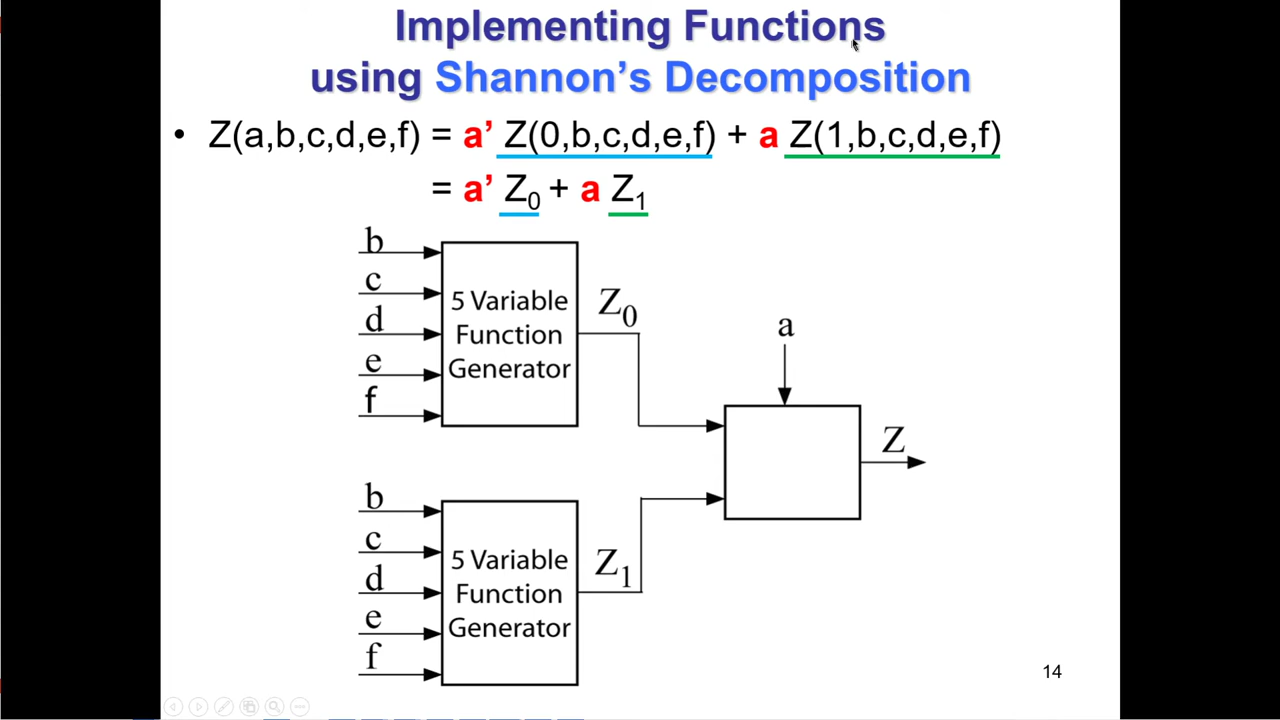 Implementing Functions
using Shannon's Decomposition
• Z(a,b,c,d,e,f) = a' Z(0,b,c,d,e,f) + a Z(1,b,c,d,e,f)
= a' Z₀ + a Z₁
b
c
d
e
f
5 Variable
Function
Generator
Z₀
a
Z
b
c
d
e
f
5 Variable
Function
Generator
Z₁
14